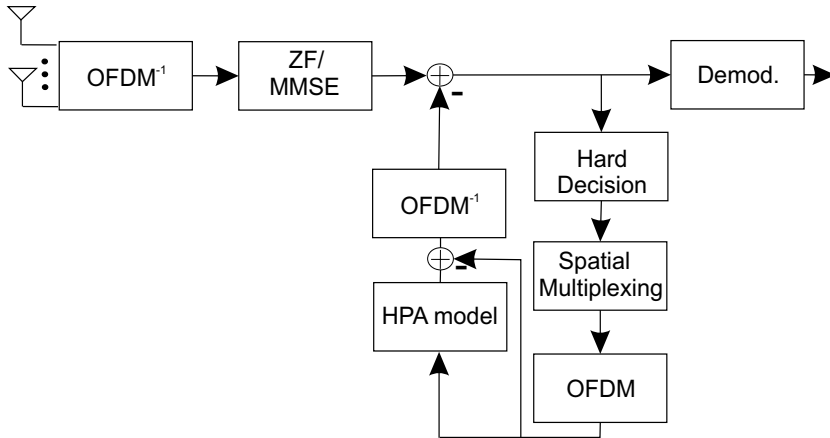 OFDM⁻¹
ZF/
MMSE
-
Demod.
Hard
Decision
OFDM⁻¹
Spatial
Multiplexing
-
HPA model
OFDM